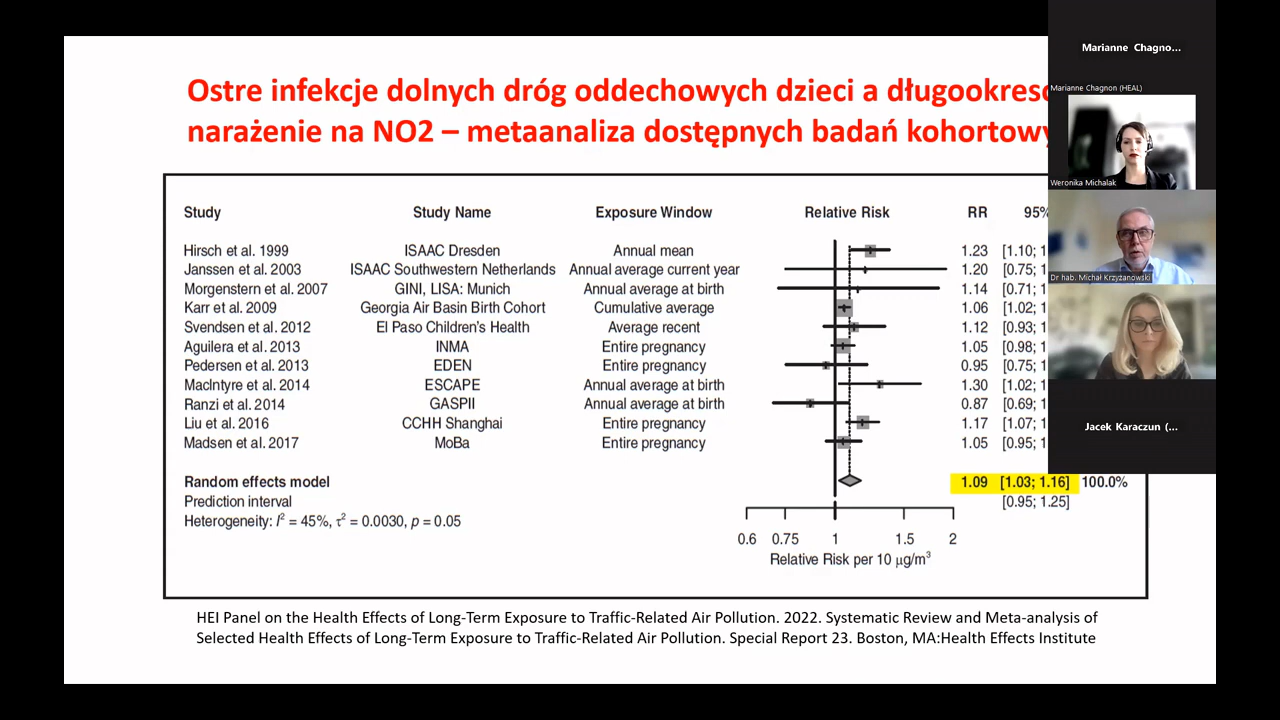 Ostre infekcje dolnych dróg oddechowych dzieci a
narażenie na NO2 – metaanaliza dostępnych badań
Study Study Name Exposure Window Relative Risk RR 95%
Hirsch et al. 1999 ISAAC Dresden Annual mean 1.23 [1.10; 1
Janssen et al. 2003 ISAAC Southwestern Netherlands Annual average current year 1.20 [0.75; 1
Morgenstern et al. 2007 GINI, LISA: Munich Annual average at birth 1.14 [0.71; 1
Karr et al. 2009 Georgia Air Basin Birth Cohort Cumulative average 1.06 [1.02; 1
Svendsen et al. 2012 El Paso Children's Health Average recent 1.12 [0.93; 1
Aguilera et al. 2013 INMA Entire pregnancy 1.05 [0.98; 1
Pedersen et al. 2013 EDEN Entire pregnancy 0.95 [0.75; 1
MacIntyre et al. 2014 ESCAPE Annual average at birth 1.30 [1.02; 1
Ranzi et al. 2014 GASPII Annual average at birth 0.87 [0.69; 1
Liu et al. 2016 CCHH Shanghai Entire pregnancy 1.17 [1.07; 1
Madsen et al. 2017 MoBa Entire pregnancy 1.05 [0.95; 1
Random effects model 1.09 [1.03; 1.16] 100.0%
Prediction interval [0.95; 1.25]
Heterogeneity: I² = 45%, τ² = 0.0030, p = 0.05
0.6 0.75 1 1.5 2
Relative Risk per 10 μg/m³
HEI Panel on the Health Effects of Long-Term Exposure to Traffic-Related Air Pollution. 2022. Systematic Review and Meta-analysis of
Selected Health Effects of Long-Term Exposure to Traffic-Related Air Pollution. Special Report 23. Boston, MA:Health Effects Institute
Marianne Chagno...
Marianne Chagnon (HEAL)
Weronika Michalak
Dr hab. Michał Krzyżanowski
Jacek Karaczun (...